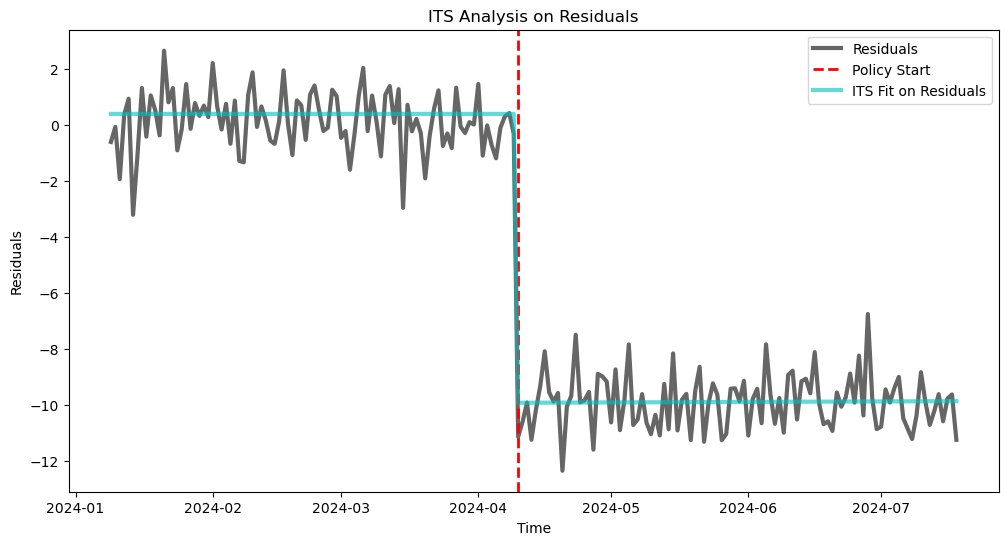 ITS Analysis on Residuals
Residuals
Policy Start
ITS Fit on Residuals
Residuals
2
0
−2
−4
−6
−8
−10
−12
2024-01
2024-02
2024-03
2024-04
2024-05
2024-06
2024-07
Time